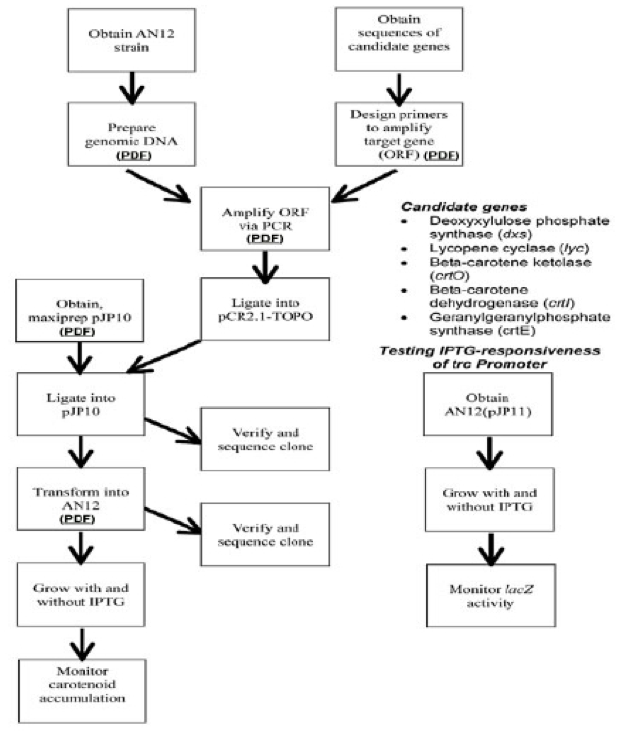 Obtain AN12
strain
Obtain
sequences of
candidate genes
Prepare
genomic DNA
(PDF)
Design primers
to amplify
target gene
(ORF) (PDF)
Amplify ORF
via PCR
(PDF)
Candidate genes
• Deoxyxylulose phosphate
synthase (dxs)
• Lycopene cyclase (lyc)
• Beta-carotene ketolase
(crtO)
• Beta-carotene
dehydrogenase (crtI)
• Geranylgeranylphosphate
synthase (crtE)
Obtain,
maxiprep pJP10
(PDF)
Ligate into
pCR2.1-TOPO
Testing IPTG-responsiveness
of trc Promoter
Ligate into
pJP10
Verify and
sequence clone
Obtain
AN12(pJP11)
Transform into
AN12
(PDF)
Verify and
sequence clone
Grow with and
without IPTG
Grow with and
without IPTG
Monitor lacZ
activity
Monitor
carotenoid
accumulation